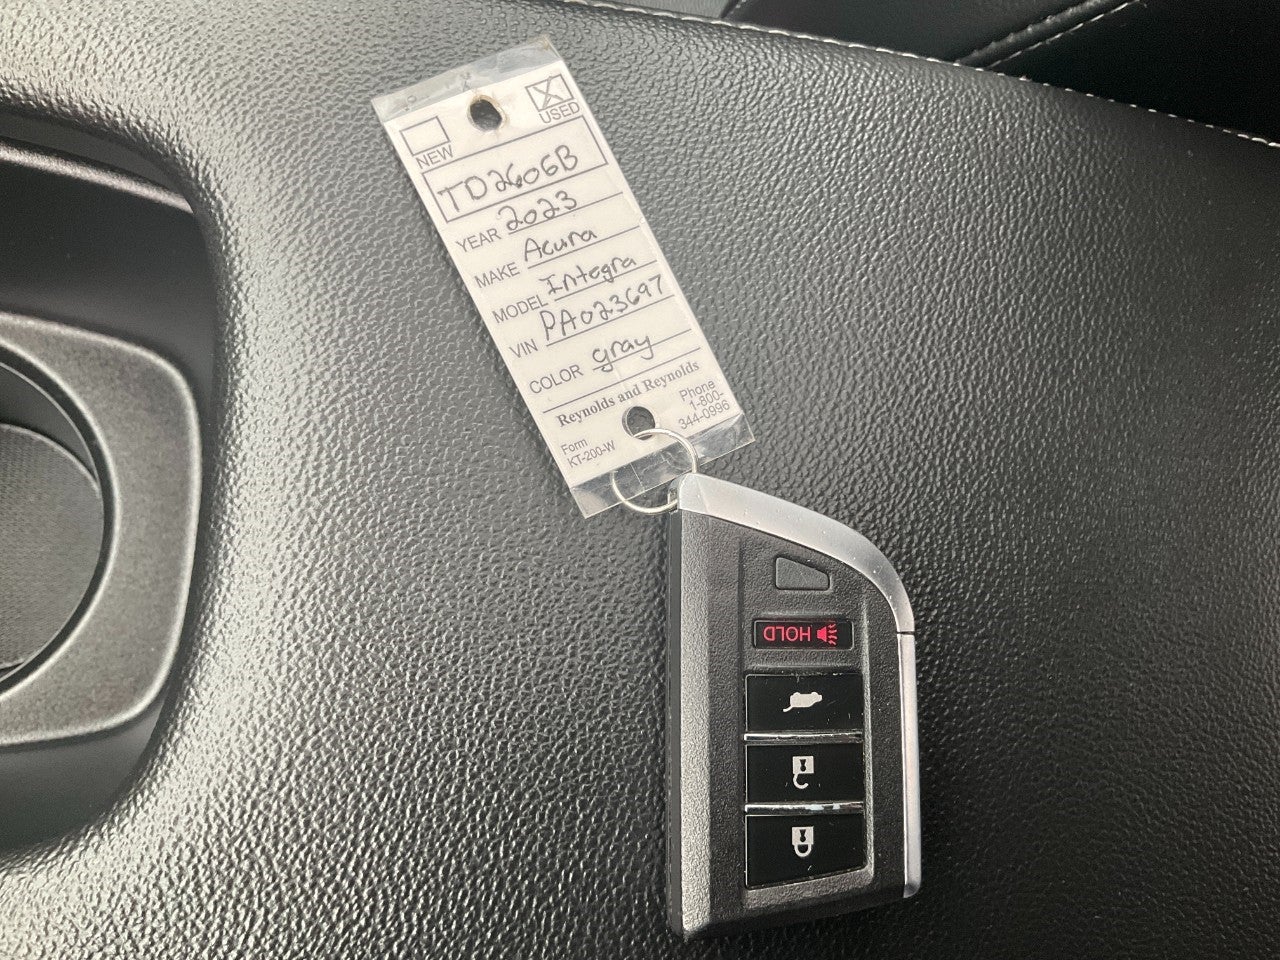 NEW
USED
TD2606B
YEAR 2023
MAKE Acura
MODEL Integra
VIN PA023697
COLOR gray
Reynolds and Reynolds
Form
KT-200-W
Phone
1-800-
344-0996
HOLD